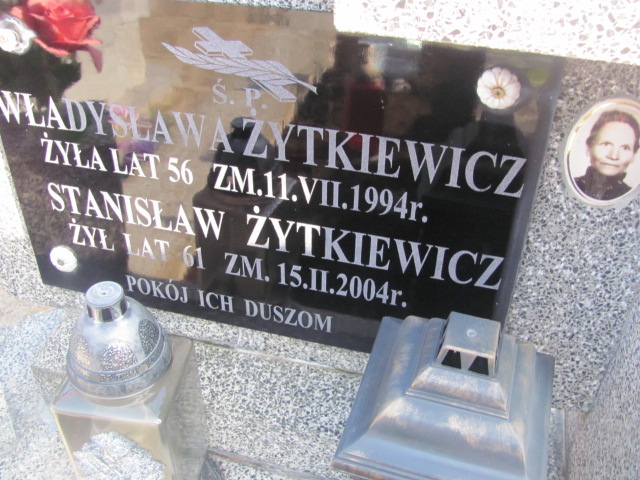 Ś. P.
WŁADYSŁAWA ŻYTKIEWICZ
ŻYŁA LAT 56 ZM.11.VII.1994r.
STANISŁAW ŻYTKIEWICZ
ŻYŁ LAT 61 ZM. 15.II.2004r.
POKÓJ ICH DUSZOM